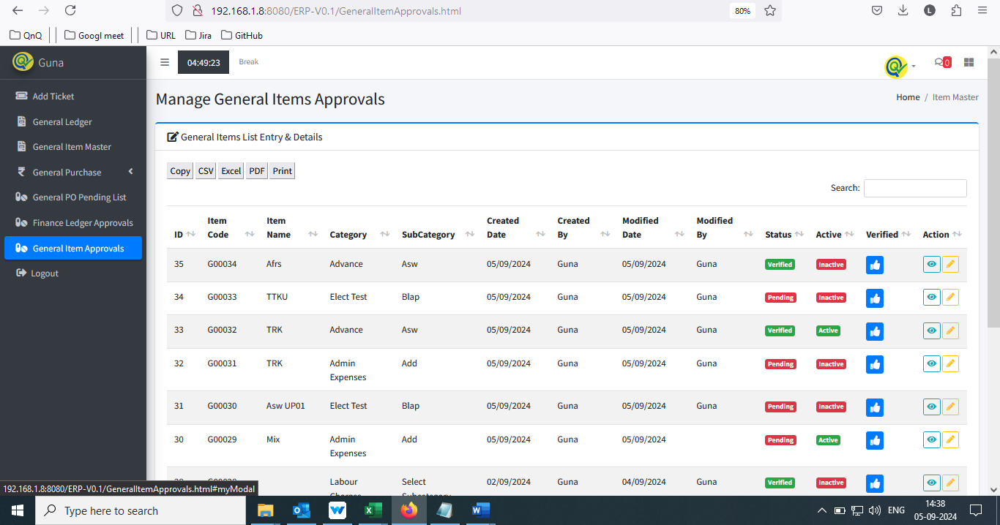 192.168.1.8:8080/ERP-V0.1/GeneralItemApprovals.html 80% L
QnQ Googl meet URL Jira GitHub
Guna 04:49:23 Break 0
Add Ticket
General Ledger
General Item Master
General Purchase
General PO Pending List
Finance Ledger Approvals
General Item Approvals
Logout
Manage General Items Approvals Home / Item Master
General Items List Entry & Details
Copy CSV Excel PDF Print
Search:
ID Item Code Item Name Category SubCategory Created Date Created By Modified Date Modified By Status Active Verified Action
35 G00034 Afrs Advance Asw 05/09/2024 Guna 05/09/2024 Guna Verified Inactive
34 G00033 TTKU Elect Test Blap 05/09/2024 Guna 05/09/2024 Guna Pending Inactive
33 G00032 TRK Advance Asw 05/09/2024 Guna 05/09/2024 Guna Verified Active
32 G00031 TRK Admin Expenses Add 05/09/2024 Guna 05/09/2024 Guna Pending Inactive
31 G00030 Asw UP01 Elect Test Blap 05/09/2024 Guna 05/09/2024 Guna Pending Inactive
30 G00029 Mix Admin Expenses Add 05/09/2024 Guna 05/09/2024 Pending Active
Labour Select 02/09/2024 Guna 04/09/2024 Guna Verified Inactive
192.168.1.8:8080/ERP-V0.1/GeneralItemApprovals.html#myModal
Type here to search
ENG 14:38
05-09-2024